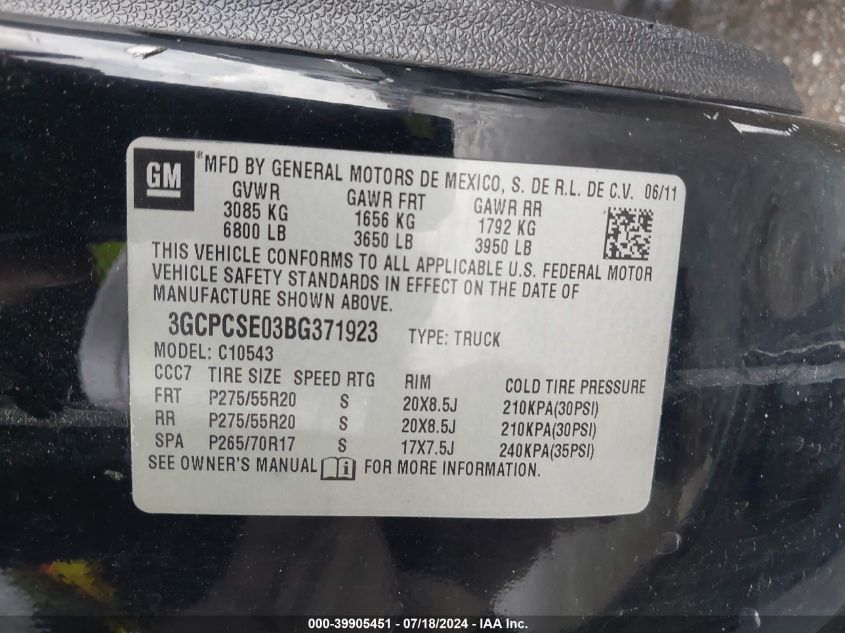 GM
® MFD BY GENERAL MOTORS DE MEXICO, S. DE R.L. DE C.V. 06/11
GVWR GAWR FRT GAWR RR
3085 KG 1656 KG 1792 KG
6800 LB 3650 LB 3950 LB
THIS VEHICLE CONFORMS TO ALL APPLICABLE U.S. FEDERAL MOTOR
VEHICLE SAFETY STANDARDS IN EFFECT ON THE DATE OF
MANUFACTURE SHOWN ABOVE.
3GCPCSE03BG371923 TYPE: TRUCK
MODEL: C10543
CCC7 TIRE SIZE SPEED RTG RIM COLD TIRE PRESSURE
FRT P275/55R20 S 20X8.5J 210KPA(30PSI)
RR P275/55R20 S 20X8.5J 210KPA(30PSI)
SPA P265/70R17 S 17X7.5J 240KPA(35PSI)
SEE OWNER'S MANUAL i FOR MORE INFORMATION.
000-39905451 - 07/18/2024 - IAA Inc.